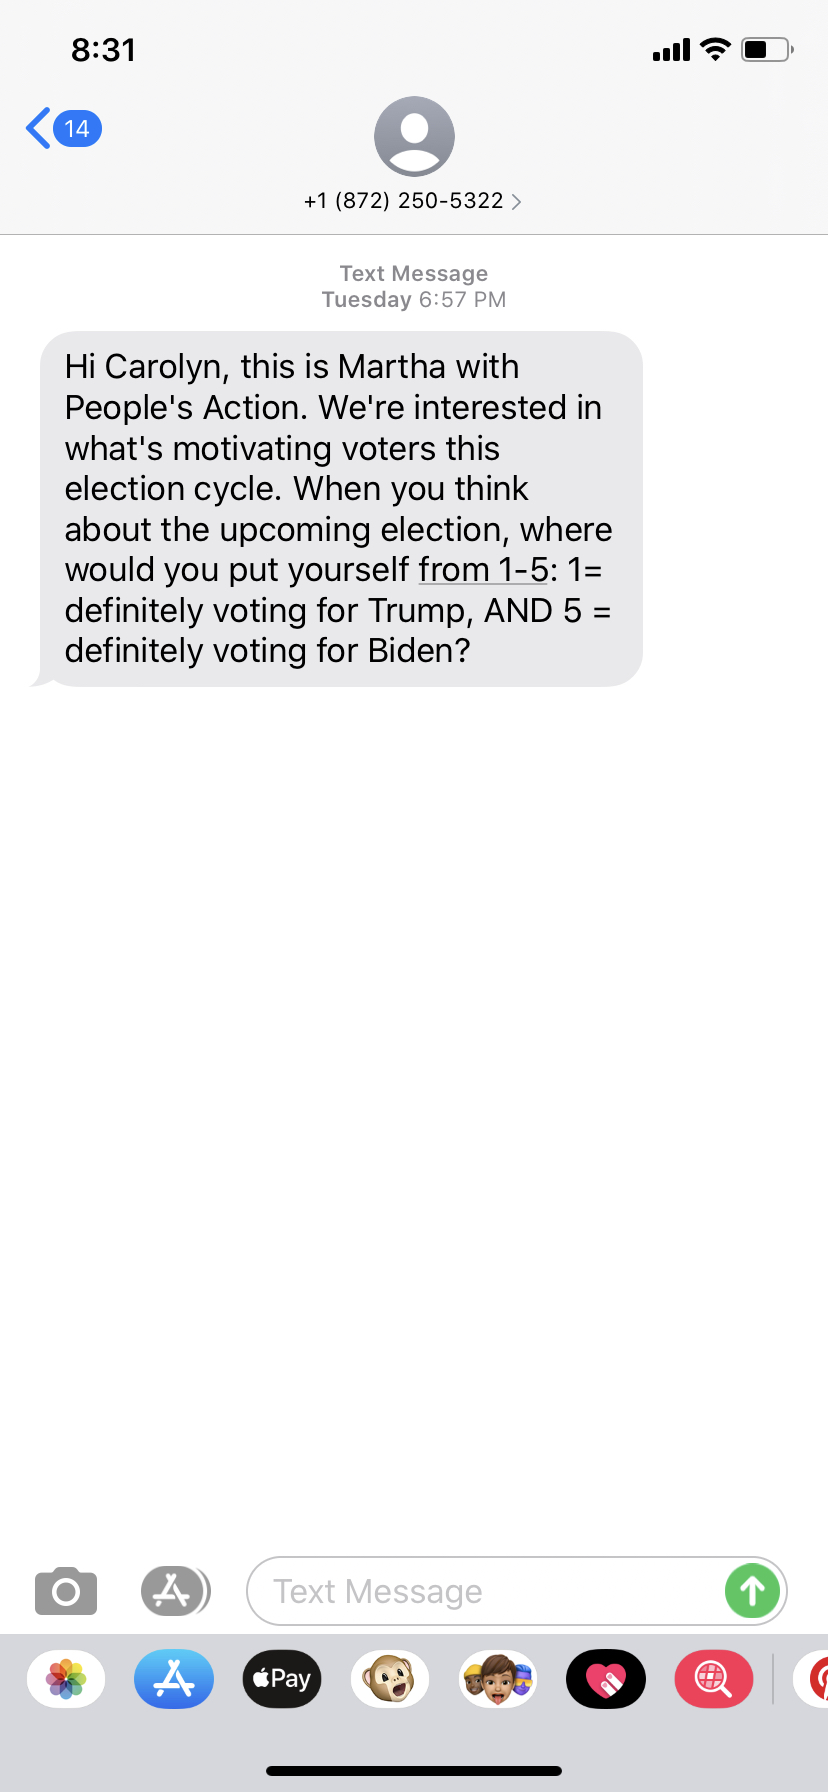 8:31
14
+1 (872) 250-5322
Text Message
Tuesday 6:57 PM
Hi Carolyn, this is Martha with
People's Action. We're interested in
what's motivating voters this
election cycle. When you think
about the upcoming election, where
would you put yourself from 1-5: 1=
definitely voting for Trump, AND 5 =
definitely voting for Biden?
Text Message
Pay